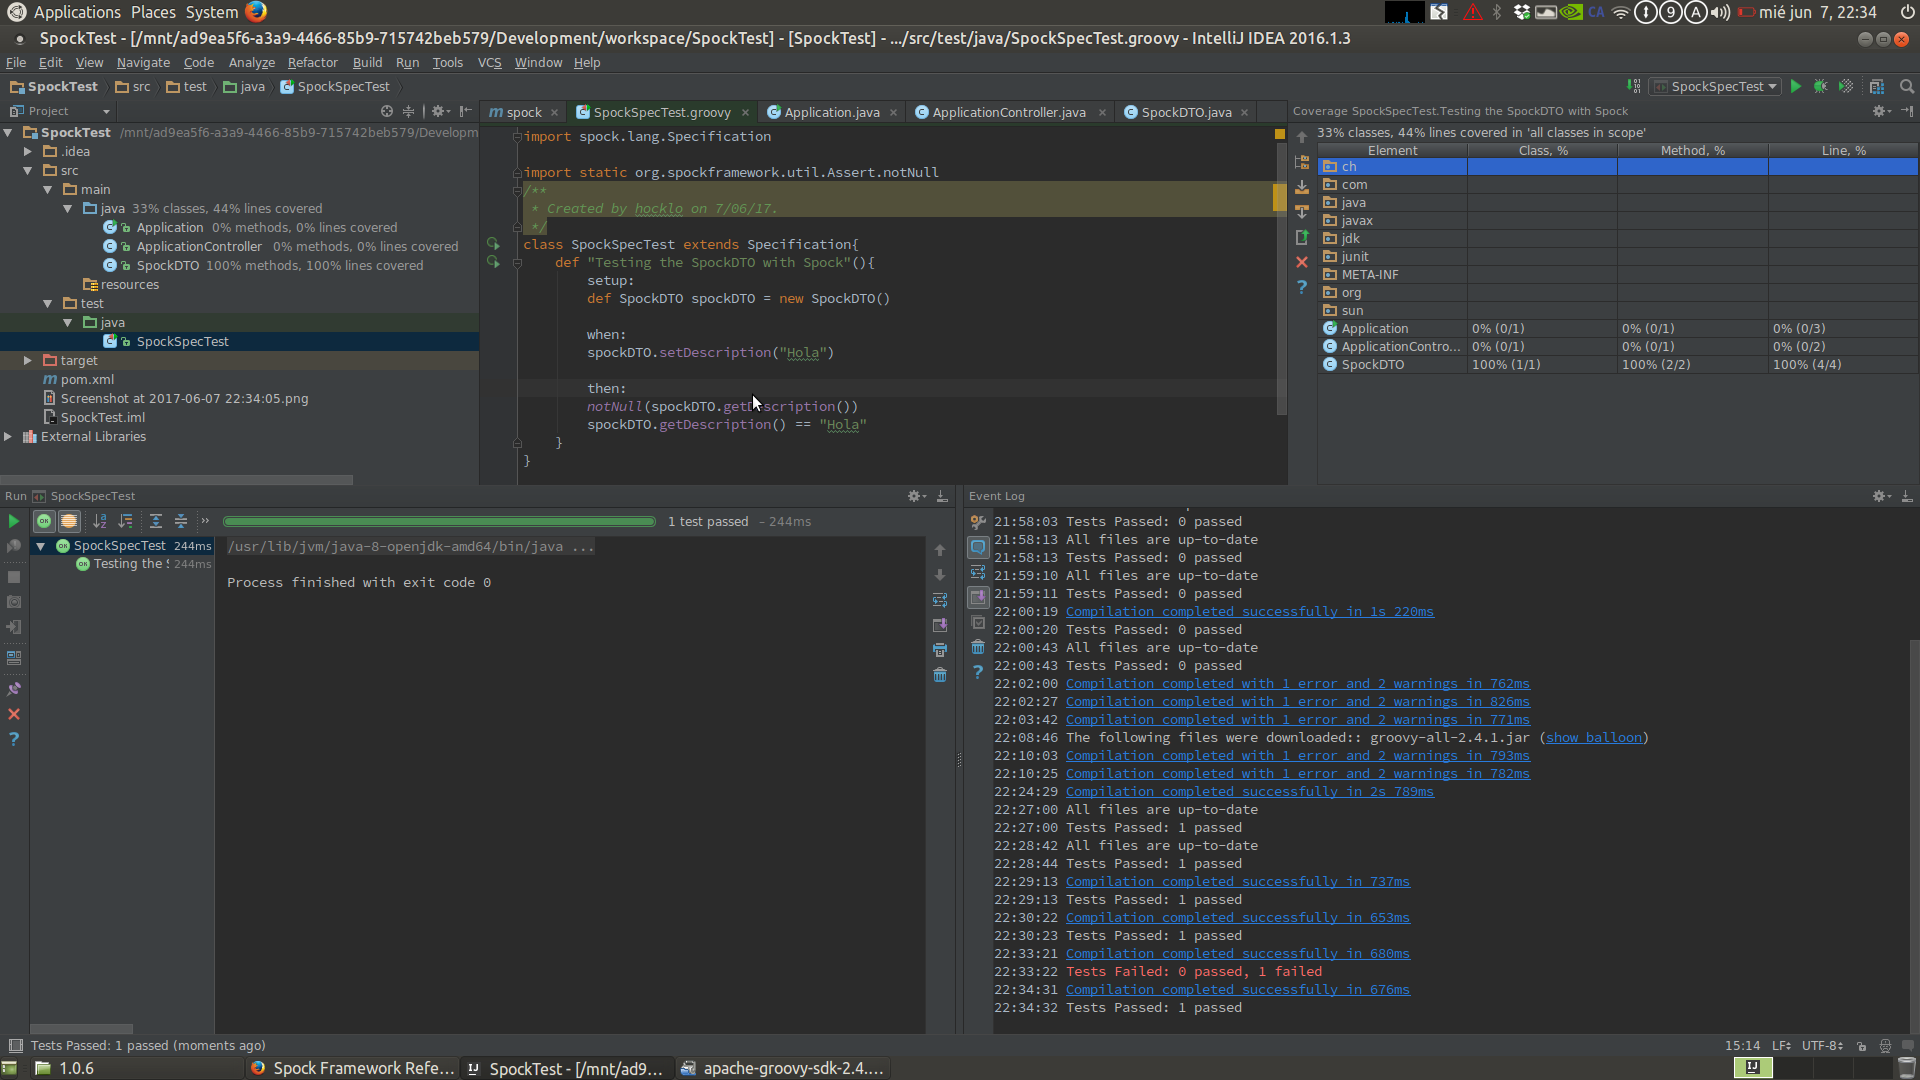 Applications Places System
CA 9 A mié jun 7, 22:34
SpockTest - [/mnt/ad9ea5f6-a3a9-4466-85b9-715742beb579/Development/workspace/SpockTest] - [SpockTest] - .../src/test/java/SpockSpecTest.groovy - IntelliJ IDEA 2016.1.3
File Edit View Navigate Code Analyze Refactor Build Run Tools VCS Window Help
SpockTest src test java SpockSpecTest
SpockSpecTest
Project
SpockTest /mnt/ad9ea5f6-a3a9-4466-85b9-715742beb579/Developm
.idea
src
main
java 33% classes, 44% lines covered
Application 0% methods, 0% lines covered
ApplicationController 0% methods, 0% lines covered
SpockDTO 100% methods, 100% lines covered
resources
test
java
SpockSpecTest
target
pom.xml
Screenshot at 2017-06-07 22:34:05.png
SpockTest.iml
External Libraries
spock SpockSpecTest.groovy Application.java ApplicationController.java SpockDTO.java
import spock.lang.Specification
import static org.spockframework.util.Assert.notNull
/**
* Created by hocklo on 7/06/17.
*/
class SpockSpecTest extends Specification{
def "Testing the SpockDTO with Spock"(){
setup:
def SpockDTO spockDTO = new SpockDTO()
when:
spockDTO.setDescription("Hola")
then:
notNull(spockDTO.getDescription())
spockDTO.getDescription() == "Hola"
}
}
Coverage SpockSpecTest.Testing the SpockDTO with Spock
33% classes, 44% lines covered in 'all classes in scope'
Element Class, % Method, % Line, %
ch
com
java
javax
jdk
junit
META-INF
org
sun
Application 0% (0/1) 0% (0/1) 0% (0/3)
ApplicationContro... 0% (0/1) 0% (0/1) 0% (0/2)
SpockDTO 100% (1/1) 100% (2/2) 100% (4/4)
Run SpockSpecTest
1 test passed - 244ms
SpockSpecTest 244ms
Testing the S 244ms
/usr/lib/jvm/java-8-openjdk-amd64/bin/java ...
Process finished with exit code 0
Event Log
21:58:03 Tests Passed: 0 passed
21:58:13 All files are up-to-date
21:58:13 Tests Passed: 0 passed
21:59:10 All files are up-to-date
21:59:11 Tests Passed: 0 passed
22:00:19 Compilation completed successfully in 1s 220ms
22:00:20 Tests Passed: 0 passed
22:00:43 All files are up-to-date
22:00:43 Tests Passed: 0 passed
22:02:00 Compilation completed with 1 error and 2 warnings in 762ms
22:02:27 Compilation completed with 1 error and 2 warnings in 826ms
22:03:42 Compilation completed with 1 error and 2 warnings in 771ms
22:08:46 The following files were downloaded:: groovy-all-2.4.1.jar (show balloon)
22:10:03 Compilation completed with 1 error and 2 warnings in 793ms
22:10:25 Compilation completed with 1 error and 2 warnings in 782ms
22:24:29 Compilation completed successfully in 2s 789ms
22:27:00 All files are up-to-date
22:27:00 Tests Passed: 1 passed
22:28:42 All files are up-to-date
22:28:44 Tests Passed: 1 passed
22:29:13 Compilation completed successfully in 737ms
22:29:13 Tests Passed: 1 passed
22:30:22 Compilation completed successfully in 653ms
22:30:23 Tests Passed: 1 passed
22:33:21 Compilation completed successfully in 680ms
22:33:22 Tests Failed: 0 passed, 1 failed
22:34:31 Compilation completed successfully in 676ms
22:34:32 Tests Passed: 1 passed
Tests Passed: 1 passed (moments ago)
15:14 LF UTF-8
1.0.6 Spock Framework Refe... SpockTest - [/mnt/ad9... apache-groovy-sdk-2.4....